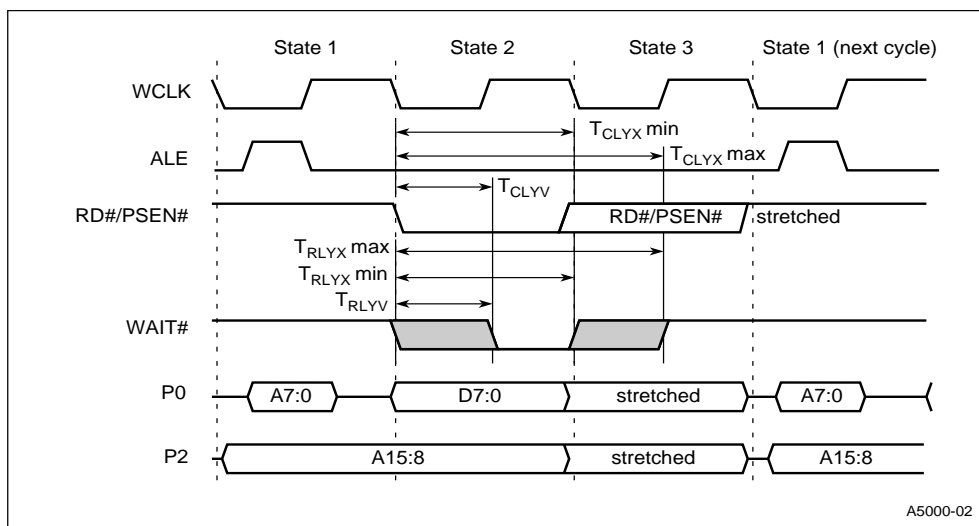 State 1 State 2 State 3 State 1 (next cycle)
WCLK
T_CLYX min
ALE
T_CLYX max
T_CLYV
RD#/PSEN# RD#/PSEN# stretched
T_RLYX max
T_RLYX min
T_RLYV
WAIT#
P0 A7:0 D7:0 stretched A7:0
P2 A15:8 stretched A15:8
A5000-02